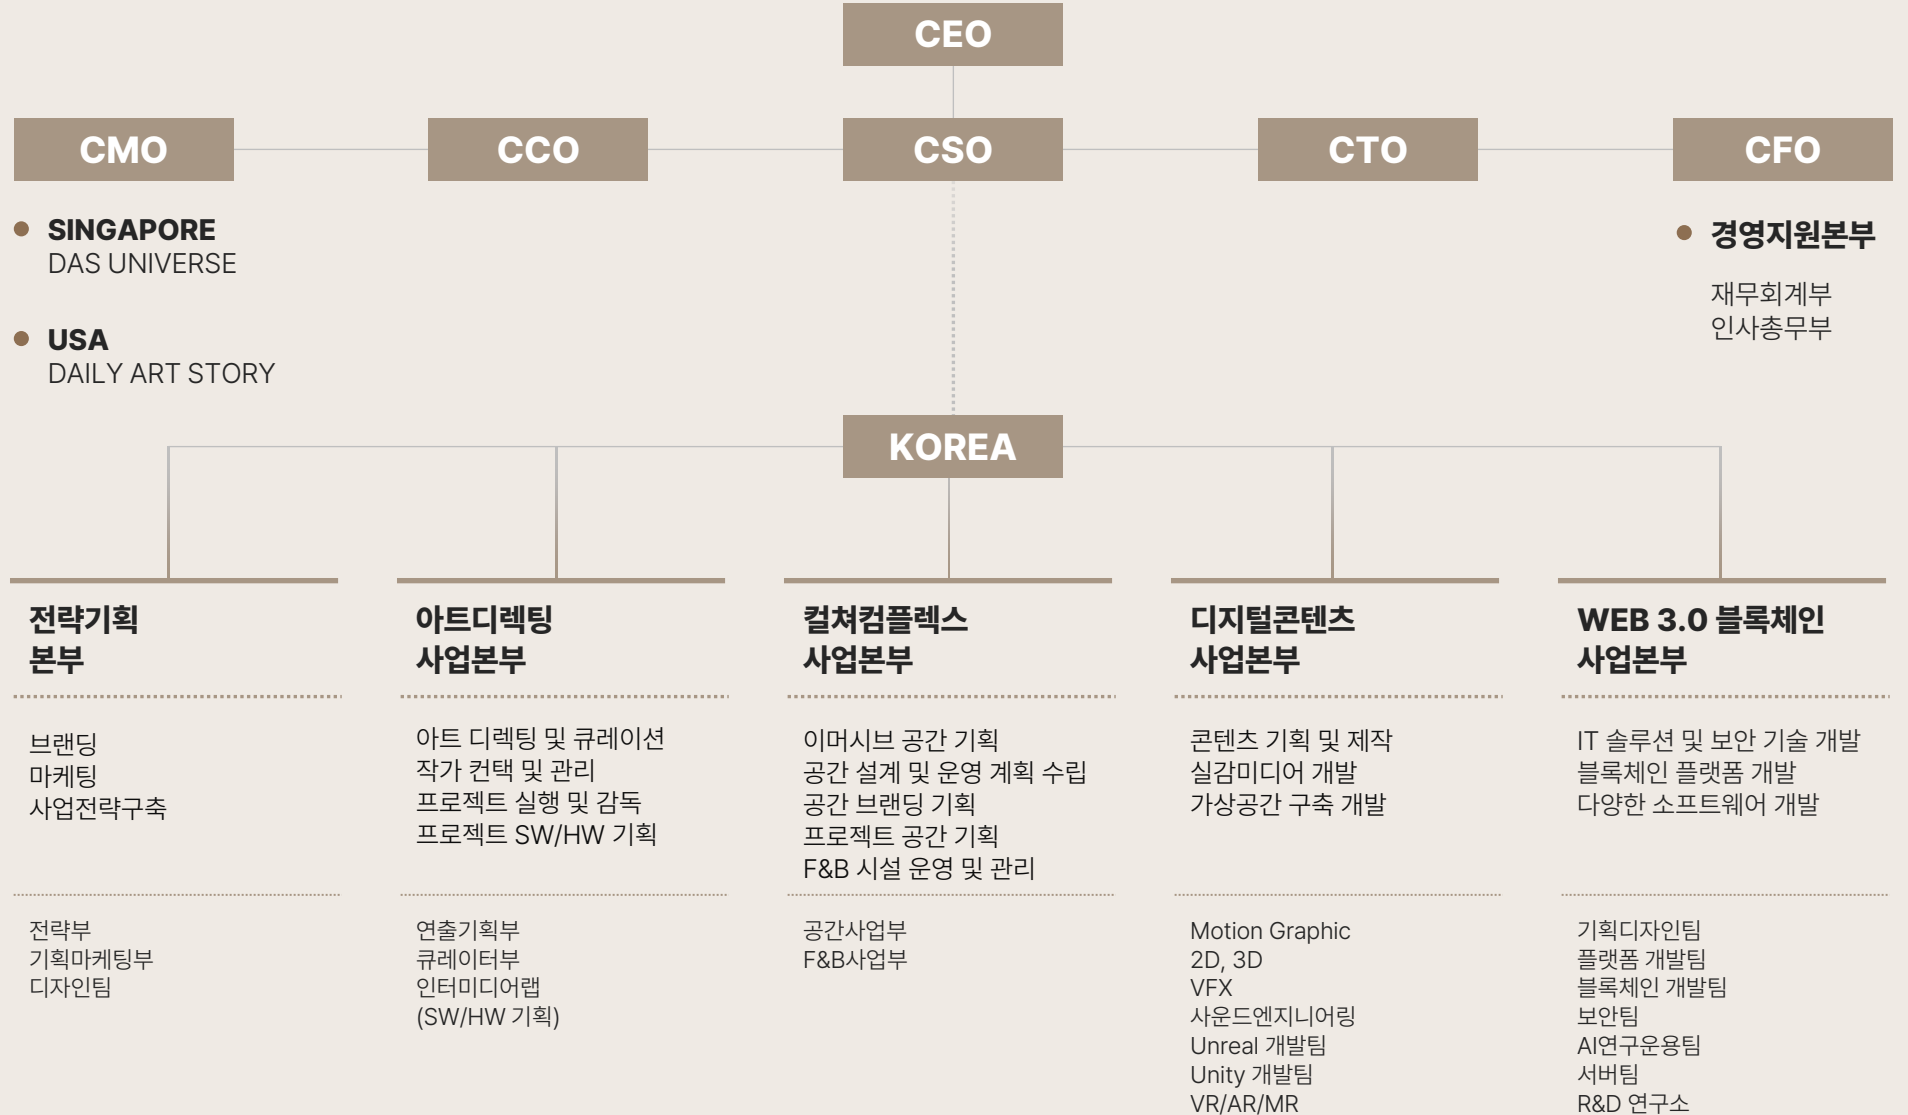 CEO
CMO
CCO
CSO
CTO
CFO
SINGAPORE
DAS UNIVERSE
USA
DAILY ART STORY
경영지원본부
재무회계부
인사총무부
KOREA
전략기획
본부
브랜딩
마케팅
사업전략구축
전략부
기획마케팅부
디자인팀
아트디렉팅
사업본부
아트 디렉팅 및 큐레이션
작가 컨택 및 관리
프로젝트 실행 및 감독
프로젝트 SW/HW 기획
연출기획부
큐레이터부
인터미디어랩
(SW/HW 기획)
컬쳐컴플렉스
사업본부
이머시브 공간 기획
공간 설계 및 운영 계획 수립
공간 브랜딩 기획
프로젝트 공간 기획
F&B 시설 운영 및 관리
공간사업부
F&B사업부
디지털콘텐츠
사업본부
콘텐츠 기획 및 제작
실감미디어 개발
가상공간 구축 개발
Motion Graphic
2D, 3D
VFX
사운드엔지니어링
Unreal 개발팀
Unity 개발팀
VR/AR/MR
WEB 3.0 블록체인
사업본부
IT 솔루션 및 보안 기술 개발
블록체인 플랫폼 개발
다양한 소프트웨어 개발
기획디자인팀
플랫폼 개발팀
블록체인 개발팀
보안팀
AI연구운용팀
서버팀
R&D 연구소